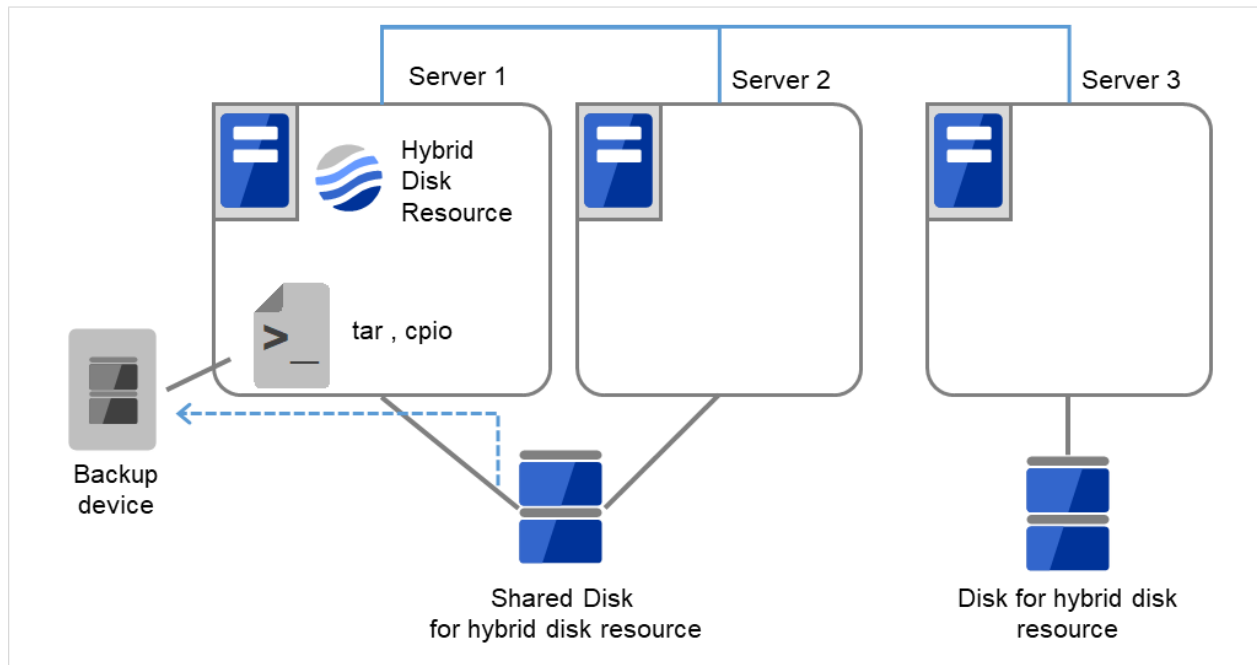 Server 1
Server 2
Server 3
Hybrid
Disk
Resource
>_
tar , cpio
Backup
device
Shared Disk
for hybrid disk resource
Disk for hybrid disk
resource